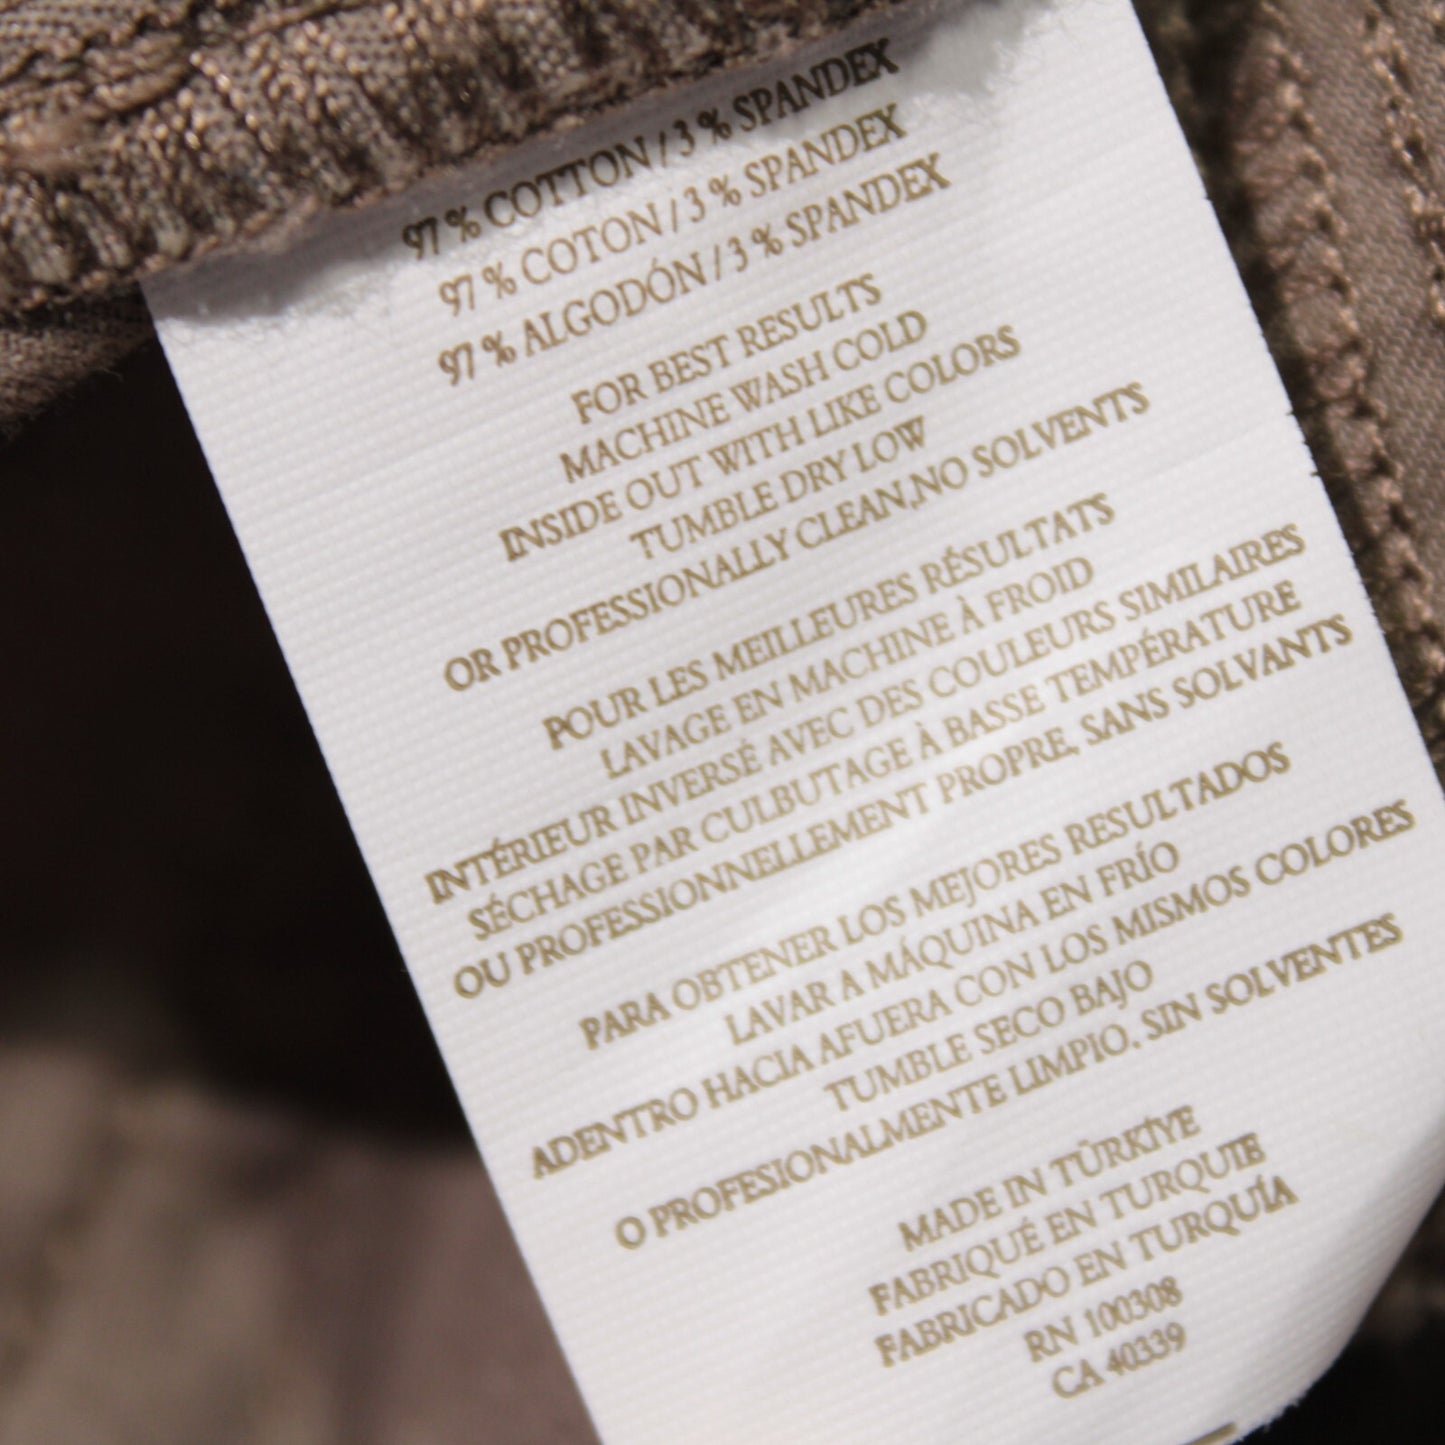 97 % COTTON / 3 % SPANDEX
97 % COTON / 3 % SPANDEX
97 % ALGODÓN / 3 % SPANDEX
FOR BEST RESULTS
MACHINE WASH COLD
INSIDE OUT WITH LIKE COLORS
TUMBLE DRY LOW
OR PROFESSIONALLY CLEAN,NO SOLVENTS
POUR LES MEILLEURES RÉSULTATS
LAVAGE EN MACHINE À FROID
INTÉRIEUR INVERSÉ AVEC DES COULEURS SIMILAIRES
SÉCHAGE PAR CULBUTAGE À BASSE TEMPÉRATURE
OU PROFESSIONNELLEMENT PROPRE, SANS SOLVANTS
PARA OBTENER LOS MEJORES RESULTADOS
LAVAR A MÁQUINA EN FRÍO
ADENTRO HACIA AFUERA CON LOS MISMOS COLORES
TUMBLE SECO BAJO
O PROFESIONALMENTE LIMPIO. SIN SOLVENTES
MADE IN TÜRKİYE
FABRIQUÉ EN TURQUIE
FABRICADO EN TURQUÍA
RN 100308
CA 40339